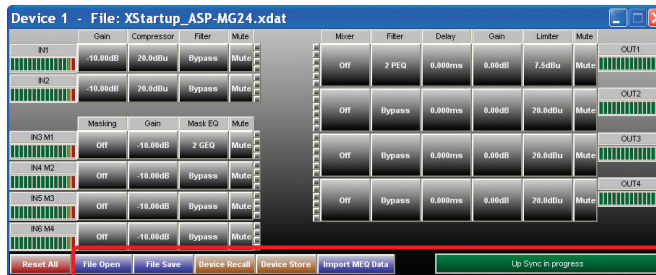 Device 1 - File: XStartup_ASP-MG24.xdat
Gain Compressor Filter Mute
IN1
-10.00dB 20.0dBu Bypass Mute
IN2
-10.00dB 20.0dBu Bypass Mute
Masking Gain Mask EQ Mute
IN3 M1
Off -10.00dB 2 GEQ Mute
IN4 M2
Off -10.00dB Bypass Mute
IN5 M3
Off -10.00dB Bypass Mute
IN6 M4
Off -10.00dB Bypass Mute
Mixer Filter Delay Gain Limiter Mute
OUT1
Off 2 PEQ 0.000ms 0.00dB 7.5dBu Mute
OUT2
Off Bypass 0.000ms 0.00dB 20.0dBu Mute
OUT3
Off Bypass 0.000ms 0.00dB 20.0dBu Mute
OUT4
Off Bypass 0.000ms 0.00dB 20.0dBu Mute
Reset All File Open File Save Device Recall Device Store Import MEQ Data Up Sync in progress